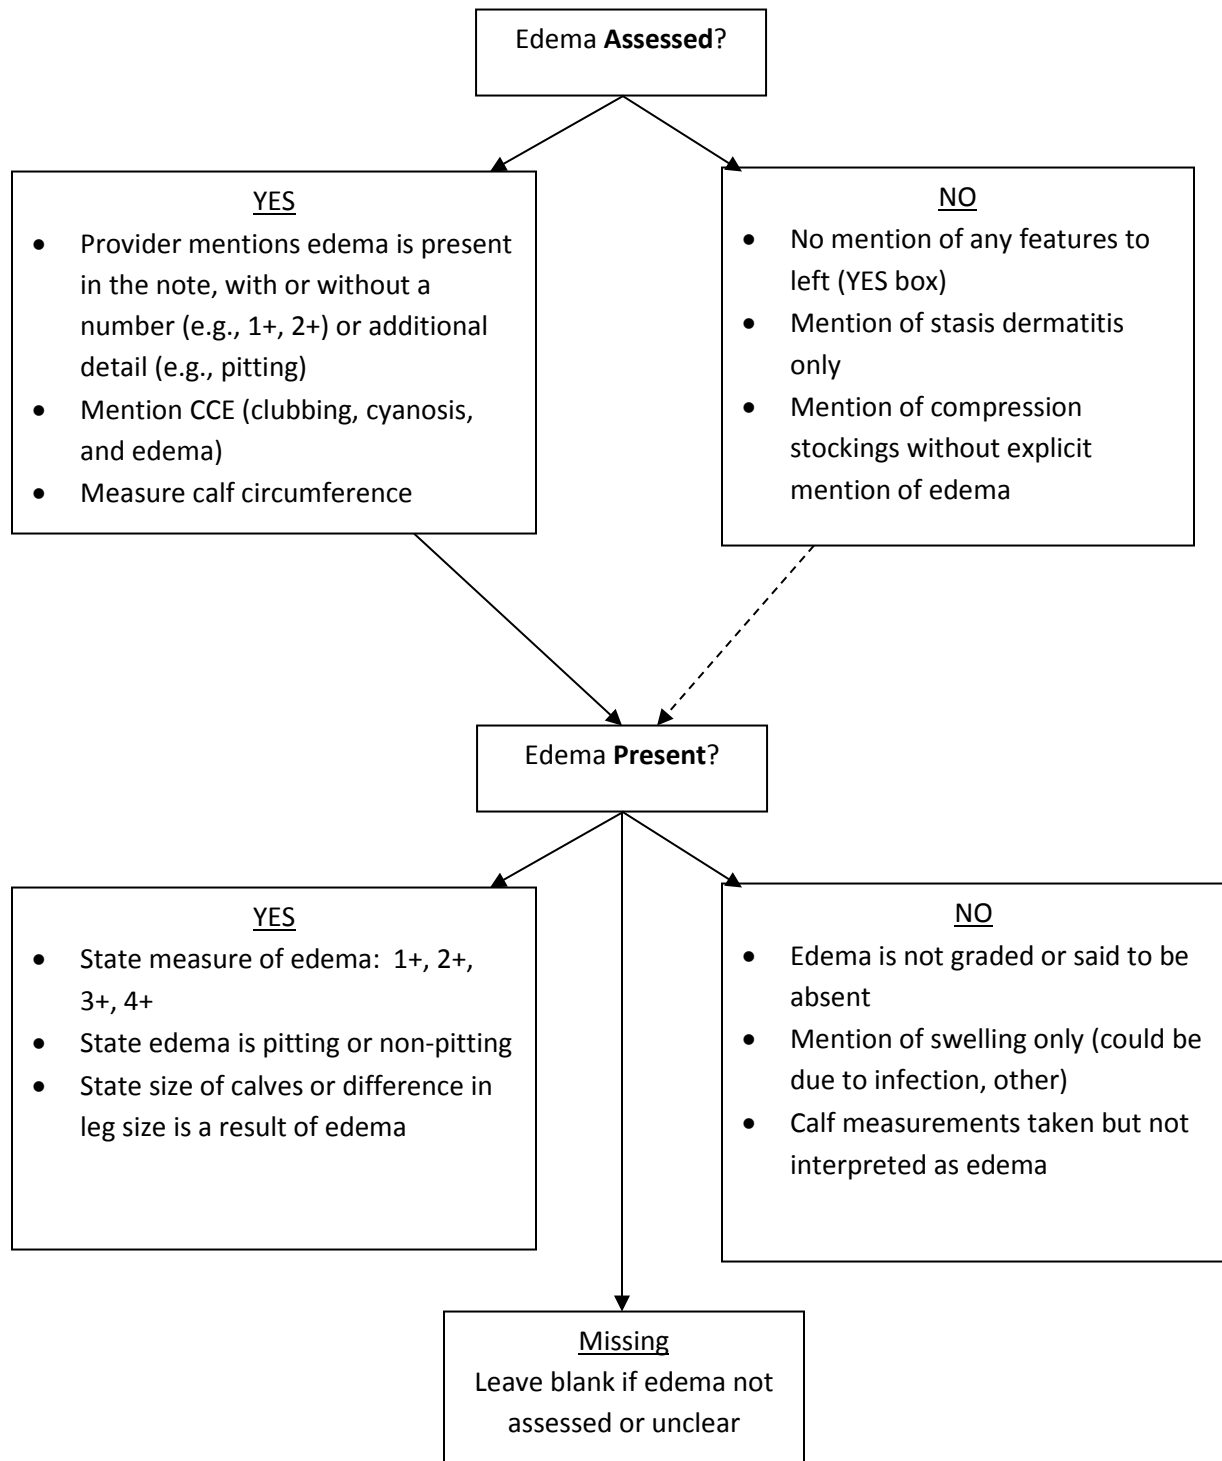 Edema Assessed?
YES
• Provider mentions edema is present
in the note, with or without a
number (e.g., 1+, 2+) or additional
detail (e.g., pitting)
• Mention CCE (clubbing, cyanosis,
and edema)
• Measure calf circumference
NO
• No mention of any features to
left (YES box)
• Mention of stasis dermatitis
only
• Mention of compression
stockings without explicit
mention of edema
Edema Present?
YES
• State measure of edema: 1+, 2+,
3+, 4+
• State edema is pitting or non-pitting
• State size of calves or difference in
leg size is a result of edema
NO
• Edema is not graded or said to be
absent
• Mention of swelling only (could be
due to infection, other)
• Calf measurements taken but not
interpreted as edema
Missing
Leave blank if edema not
assessed or unclear